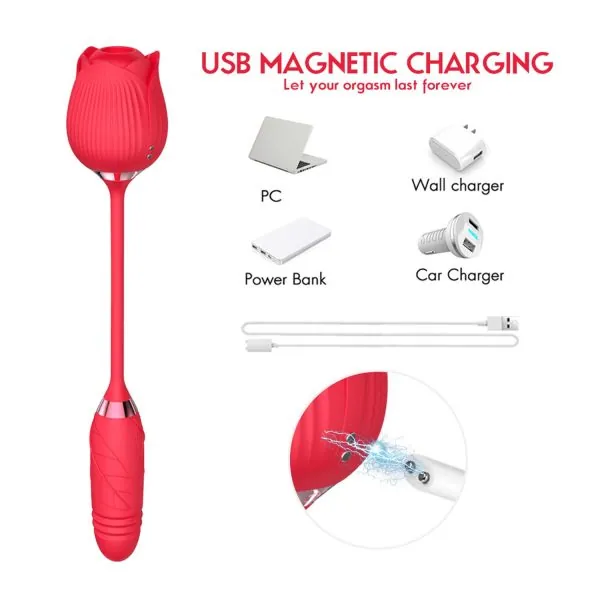 USB MAGNETIC CHARGING
Let your orgasm last forever
PC
Wall charger
Power Bank
Car Charger